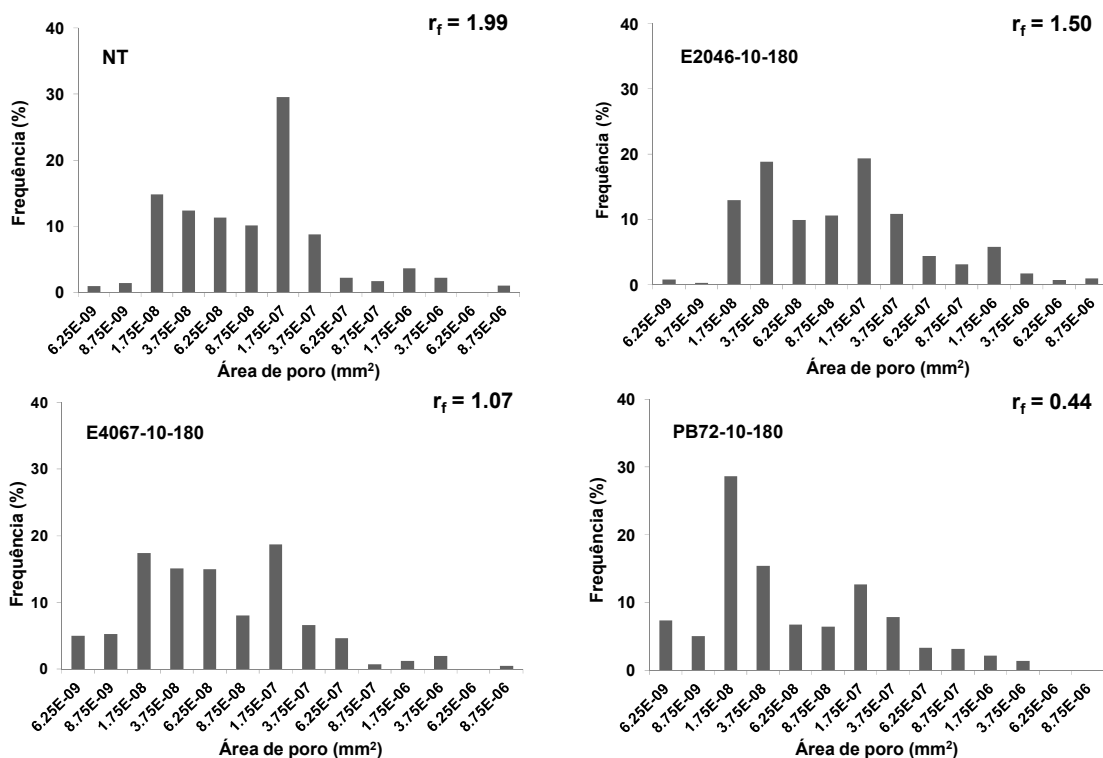 r_f = 1.99
NT
Frequência (%)
40
30
20
10
0
6.25E-09
8.75E-09
1.75E-08
3.75E-08
6.25E-08
8.75E-08
1.75E-07
3.75E-07
6.25E-07
8.75E-07
1.75E-06
3.75E-06
6.25E-06
8.75E-06
Área de poro (mm²)
r_f = 1.50
E2046-10-180
Frequência (%)
40
30
20
10
0
6.25E-09
8.75E-09
1.75E-08
3.75E-08
6.25E-08
8.75E-08
1.75E-07
3.75E-07
6.25E-07
8.75E-07
1.75E-06
3.75E-06
6.25E-06
8.75E-06
Área de poro (mm²)
r_f = 1.07
E4067-10-180
Frequência (%)
40
30
20
10
0
6.25E-09
8.75E-09
1.75E-08
3.75E-08
6.25E-08
8.75E-08
1.75E-07
3.75E-07
6.25E-07
8.75E-07
1.75E-06
3.75E-06
6.25E-06
8.75E-06
Área de poro (mm²)
r_f = 0.44
PB72-10-180
Frequência (%)
40
30
20
10
0
6.25E-09
8.75E-09
1.75E-08
3.75E-08
6.25E-08
8.75E-08
1.75E-07
3.75E-07
6.25E-07
8.75E-07
1.75E-06
3.75E-06
6.25E-06
8.75E-06
Área de poro (mm²)